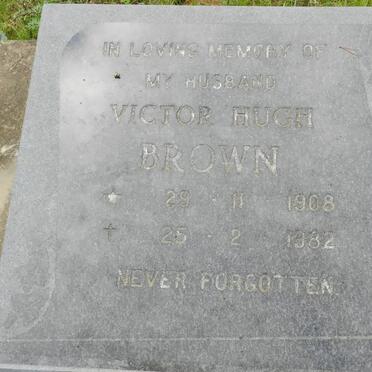 IN LOVING MEMORY OF
MY HUSBAND
VICTOR HUGH
BROWN
★ 29 - 11 1908
† 25 - 2 1982
NEVER FORGOTTEN